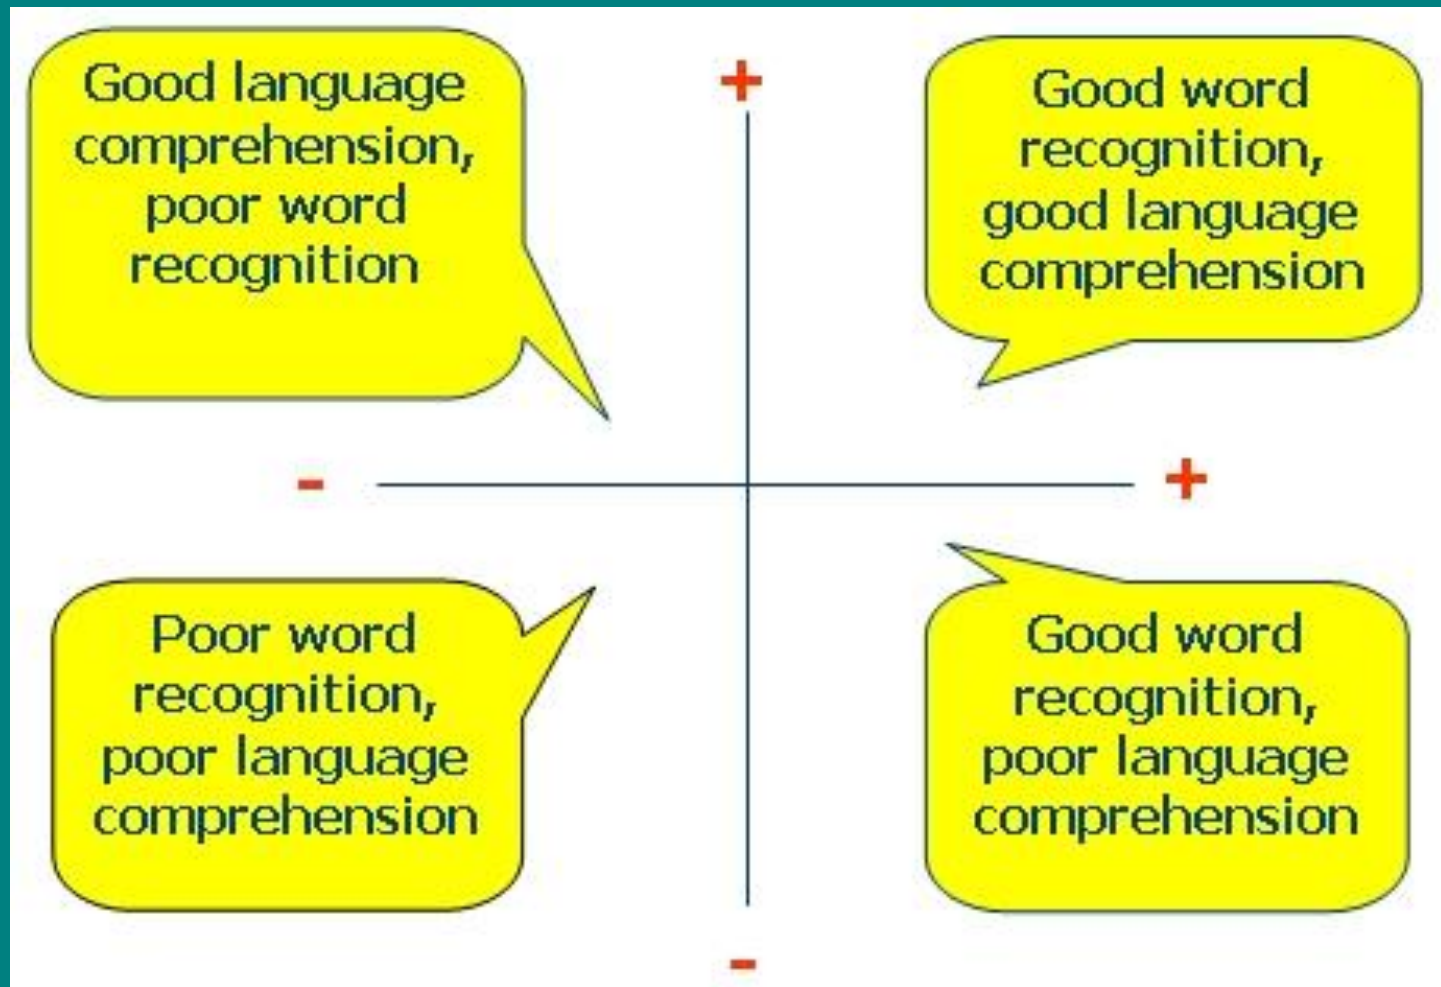 Good language
comprehension,
poor word
recognition
+
Good word
recognition,
good language
comprehension
-
+
Poor word
recognition,
poor language
comprehension
Good word
recognition,
poor language
comprehension
-